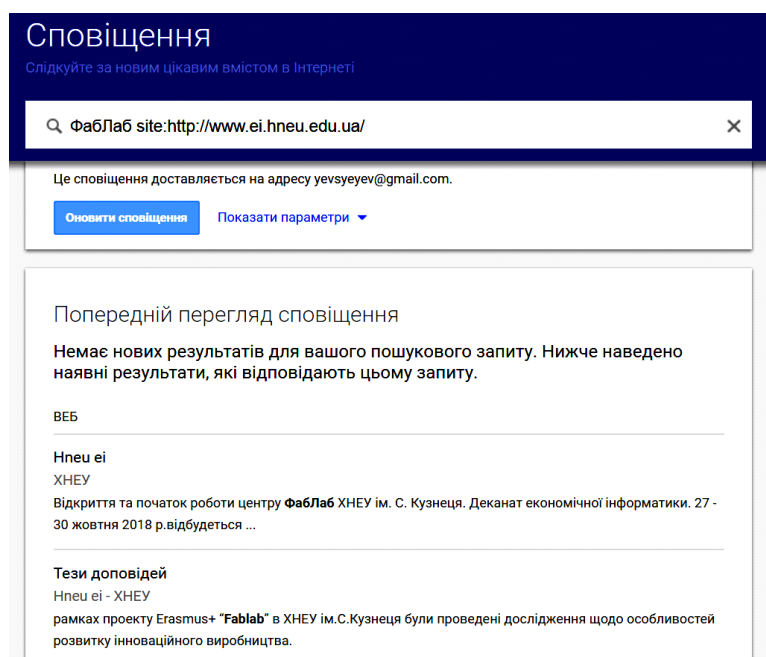 Сповіщення
Слідкуйте за новим цікавим вмістом в Інтернеті
ФабЛаб site:http://www.ei.hneu.edu.ua/
Це сповіщення доставляється на адресу yevsyeyev@gmail.com.
Оновити сповіщення Показати параметри
Попередній перегляд сповіщення
Немає нових результатів для вашого пошукового запиту. Нижче наведено
наявні результати, які відповідають цьому запиту.
ВЕБ
Hneu ei
ХНЕУ
Відкриття та початок роботи центру ФабЛаб ХНЕУ ім. С. Кузнеця. Деканат економічної інформатики. 27 -
30 жовтня 2018 р.відбудеться ...
Тези доповідей
Hneu ei - ХНЕУ
рамках проекту Erasmus+ “Fablab” в ХНЕУ ім.С.Кузнеця були проведені дослідження щодо особливостей
розвитку інноваційного виробництва.